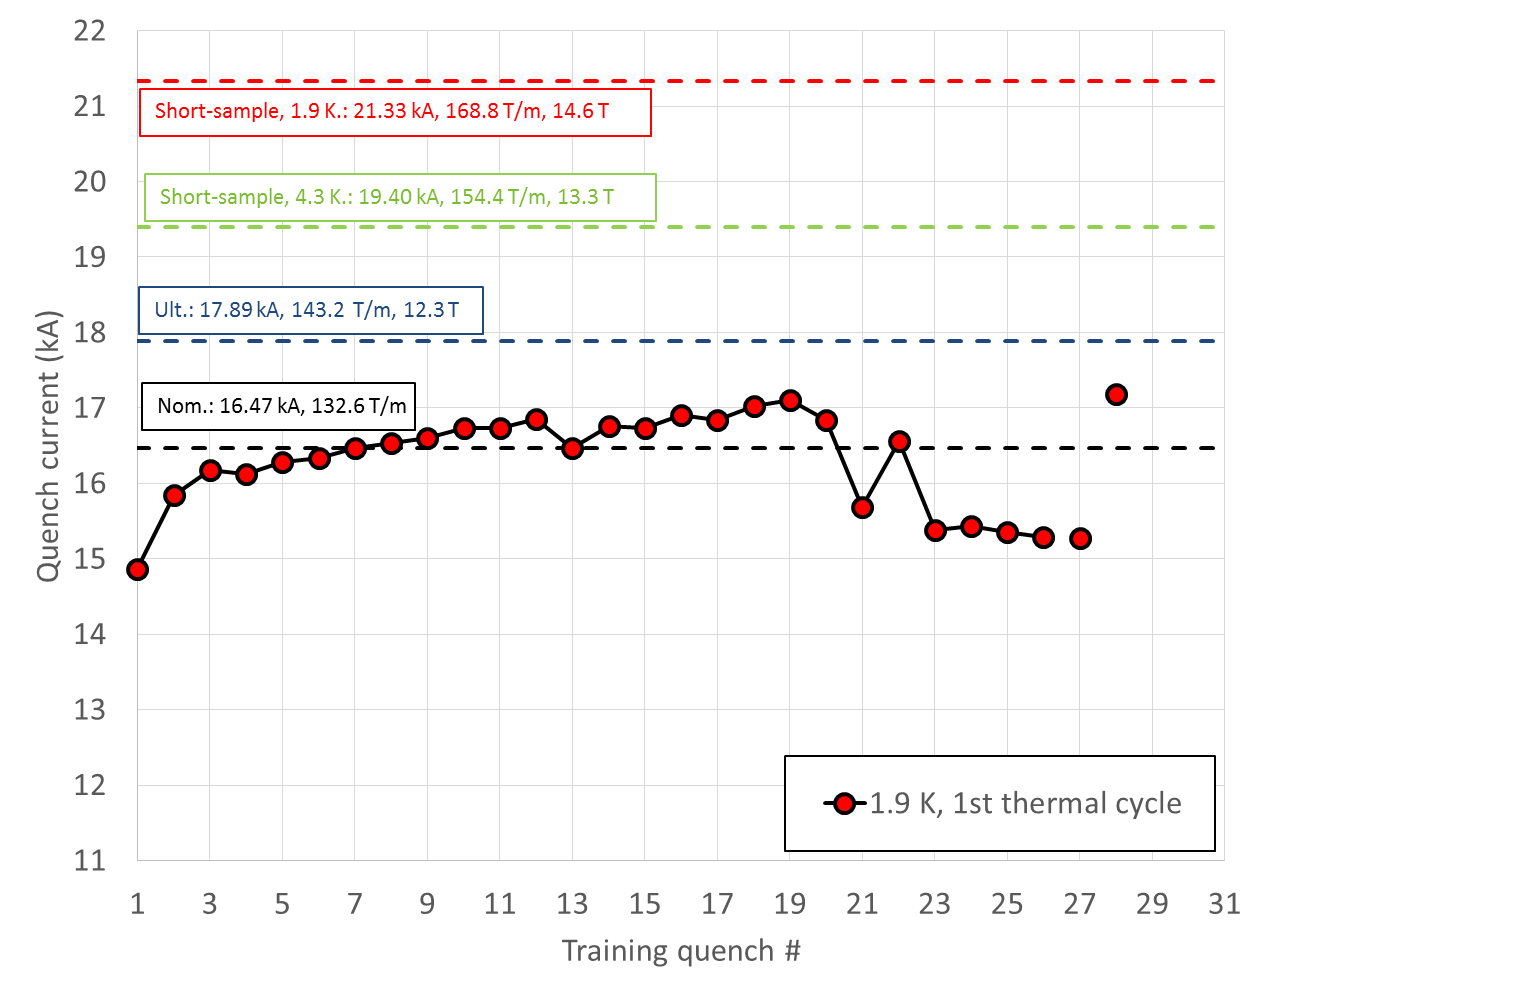 22
21
20
19
18
17
16
15
14
13
12
11
Quench current (kA)
Short-sample, 1.9 K.: 21.33 kA, 168.8 T/m, 14.6 T
Short-sample, 4.3 K.: 19.40 kA, 154.4 T/m, 13.3 T
Ult.: 17.89 kA, 143.2 T/m, 12.3 T
Nom.: 16.47 kA, 132.6 T/m
1.9 K, 1st thermal cycle
1 3 5 7 9 11 13 15 17 19 21 23 25 27 29 31
Training quench #